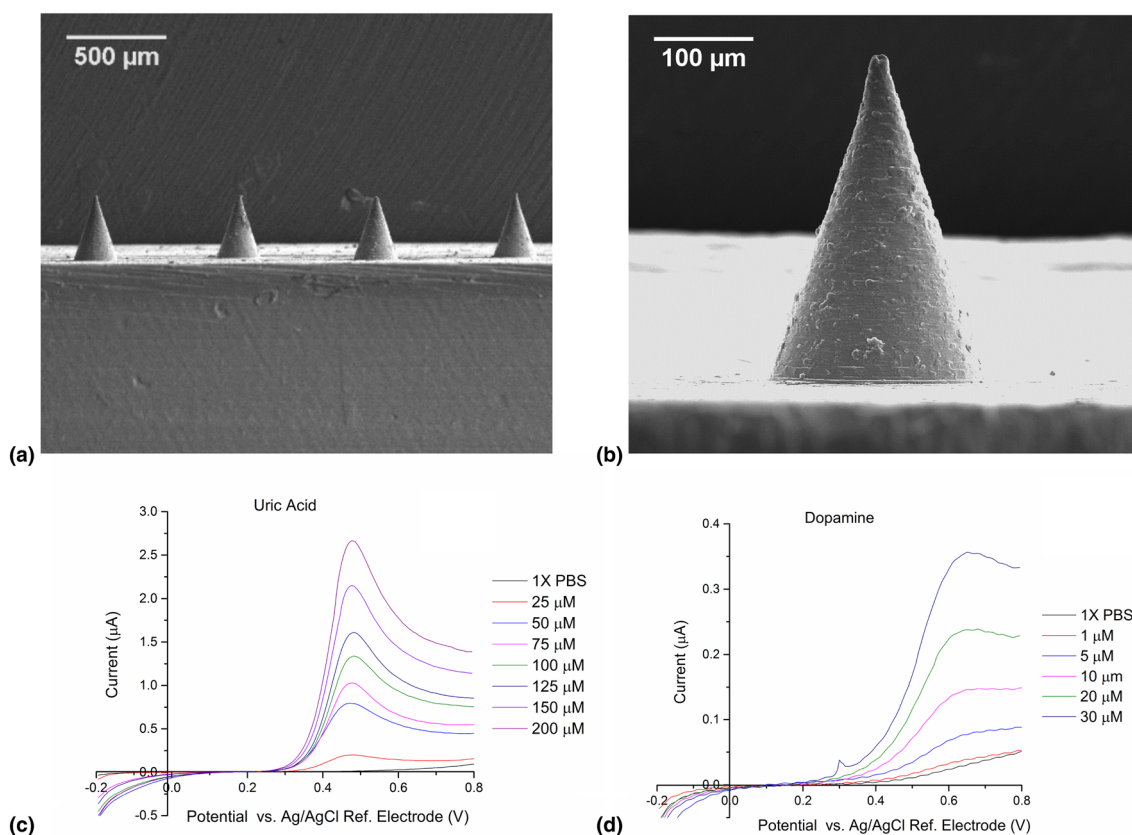 500 µm
100 µm
(a)
(b)
Uric Acid
3.0
2.5
2.0
1.5
1.0
0.5
0.0
-0.5
-0.2
0.0
0.2
0.4
0.6
0.8
Current (µA)
Potential vs. Ag/AgCl Ref. Electrode (V)
1X PBS
25 µM
50 µM
75 µM
100 µM
125 µM
150 µM
200 µM
(c)
Dopamine
0.4
0.3
0.2
0.1
0.0
-0.2
0.0
0.2
0.4
0.6
0.8
Current (µA)
Potential vs. Ag/AgCl Ref. Electrode (V)
1X PBS
1 µM
5 µM
10 µm
20 µM
30 µM
(d)